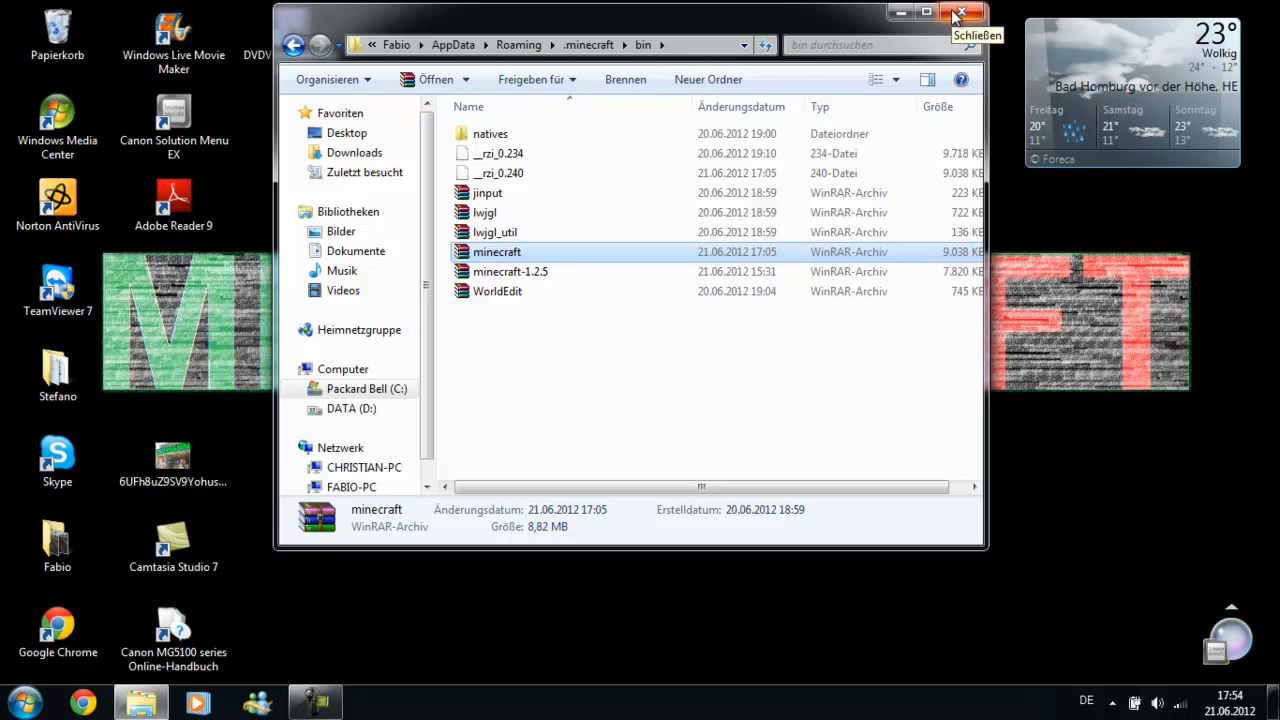 Papierkorb
Windows Live Movie
Maker
DVDV
Windows Media
Center
Canon Solution Menu
EX
Norton AntiVirus
Adobe Reader 9
TeamViewer 7
Stefano
Skype
6UFh8uZ9SV9Yohus...
Fabio
Camtasia Studio 7
Google Chrome
Canon MG5100 series
Online-Handbuch
Schließen
« Fabio AppData Roaming .minecraft bin
bin durchsuchen
Organisieren Öffnen Freigeben für Brennen Neuer Ordner
Favoriten
Desktop
Downloads
Zuletzt besucht
Bibliotheken
Bilder
Dokumente
Musik
Videos
Heimnetzgruppe
Computer
Packard Bell (C:)
DATA (D:)
Netzwerk
CHRISTIAN-PC
FABIO-PC
Name Änderungsdatum Typ Größe
natives 20.06.2012 19:00 Dateiordner
__rzi_0.234 20.06.2012 19:10 234-Datei 9.718 KB
__rzi_0.240 21.06.2012 17:05 240-Datei 9.038 KB
jinput 20.06.2012 18:59 WinRAR-Archiv 223 KB
lwjgl 20.06.2012 18:59 WinRAR-Archiv 722 KB
lwjgl_util 20.06.2012 18:59 WinRAR-Archiv 136 KB
minecraft 21.06.2012 17:05 WinRAR-Archiv 9.038 KB
minecraft-1.2.5 21.06.2012 15:31 WinRAR-Archiv 7.820 KB
WorldEdit 20.06.2012 19:04 WinRAR-Archiv 745 KB
minecraft Änderungsdatum: 21.06.2012 17:05 Erstelldatum: 20.06.2012 18:59
WinRAR-Archiv Größe: 8,82 MB
23°
Wolkig
24° - 12°
Bad Homburg vor der Höhe, HE
Freitag Samstag Sonntag
20° 21° 23°
11° 11° 13°
© Foreca
M
FT
DE
17:54
21.06.2012